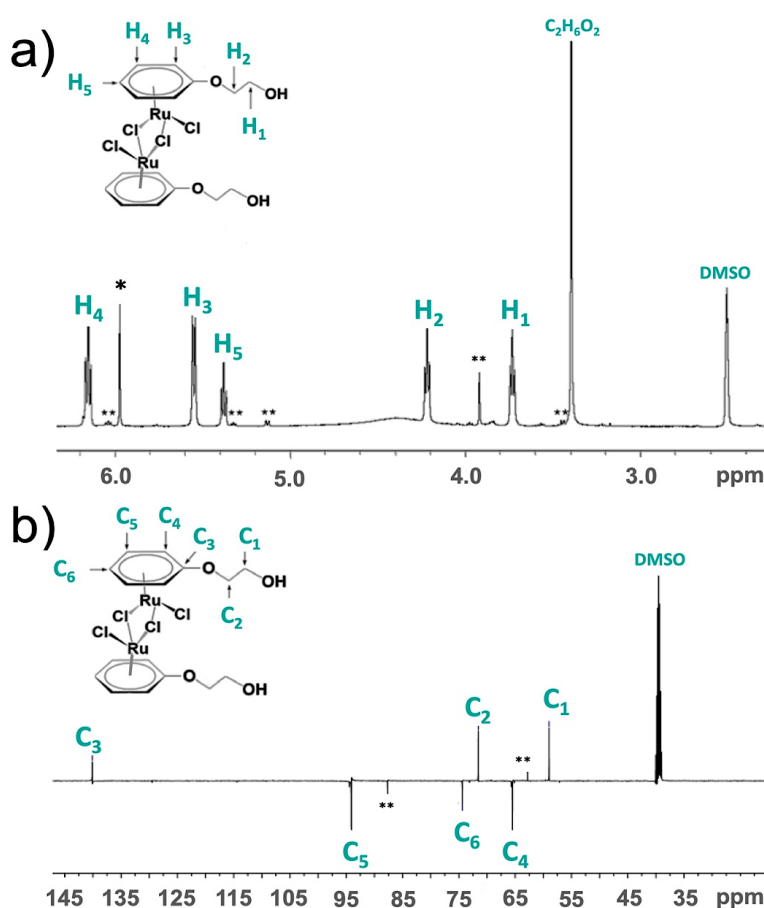 a)
H4 H3
H2
H5
O
OH
Ru
Cl
Cl
H1
Cl
Cl
Ru
O
OH
C2H6O2
DMSO
H4
*
H3
H5
H2
**
H1
**
**
**
**
6.0 5.0 4.0 3.0 ppm
b)
C5 C4
C3
C1
C6
O
OH
C2
Ru
Cl
Cl
Cl
Cl
Ru
O
OH
DMSO
C3
C2
C1
**
**
C5
C6
C4
145 135 125 115 105 95 85 75 65 55 45 35 ppm